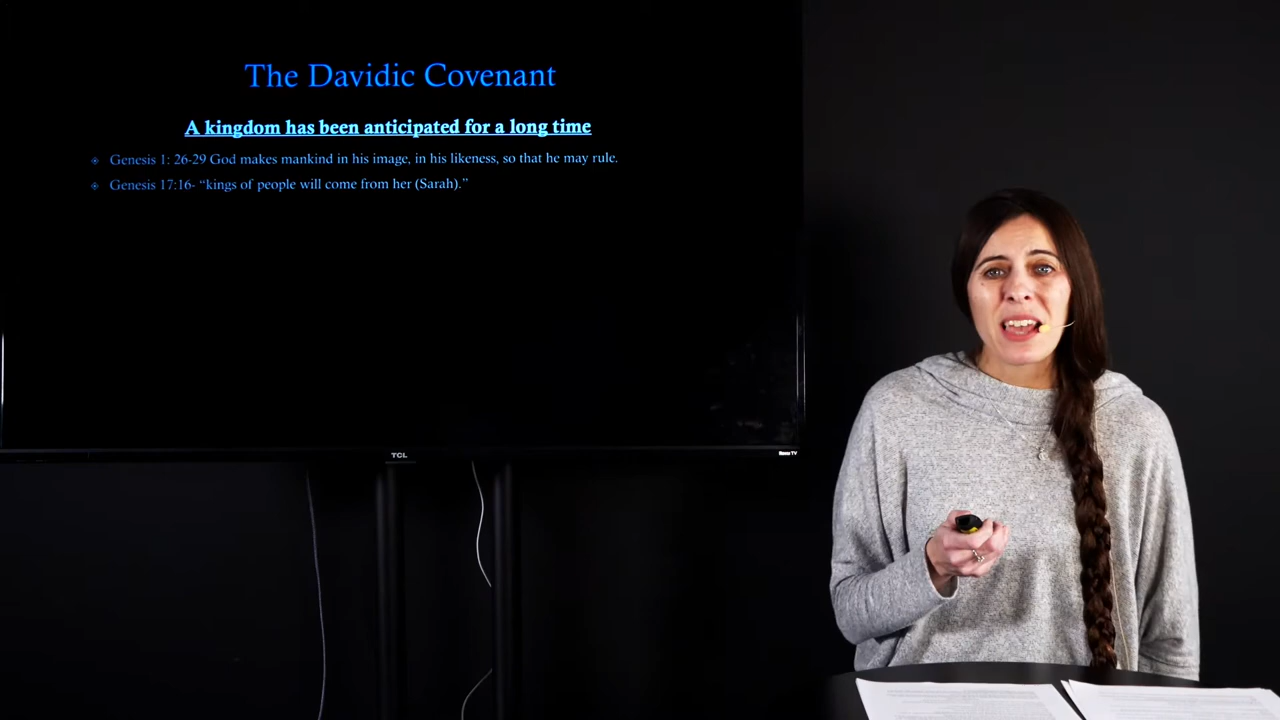 The Davidic Covenant
A kingdom has been anticipated for a long time
Genesis 1: 26-29 God makes mankind in his image, in his likeness, so that he may rule.
Genesis 17:16- “kings of people will come from her (Sarah).”
TCL
Roku TV